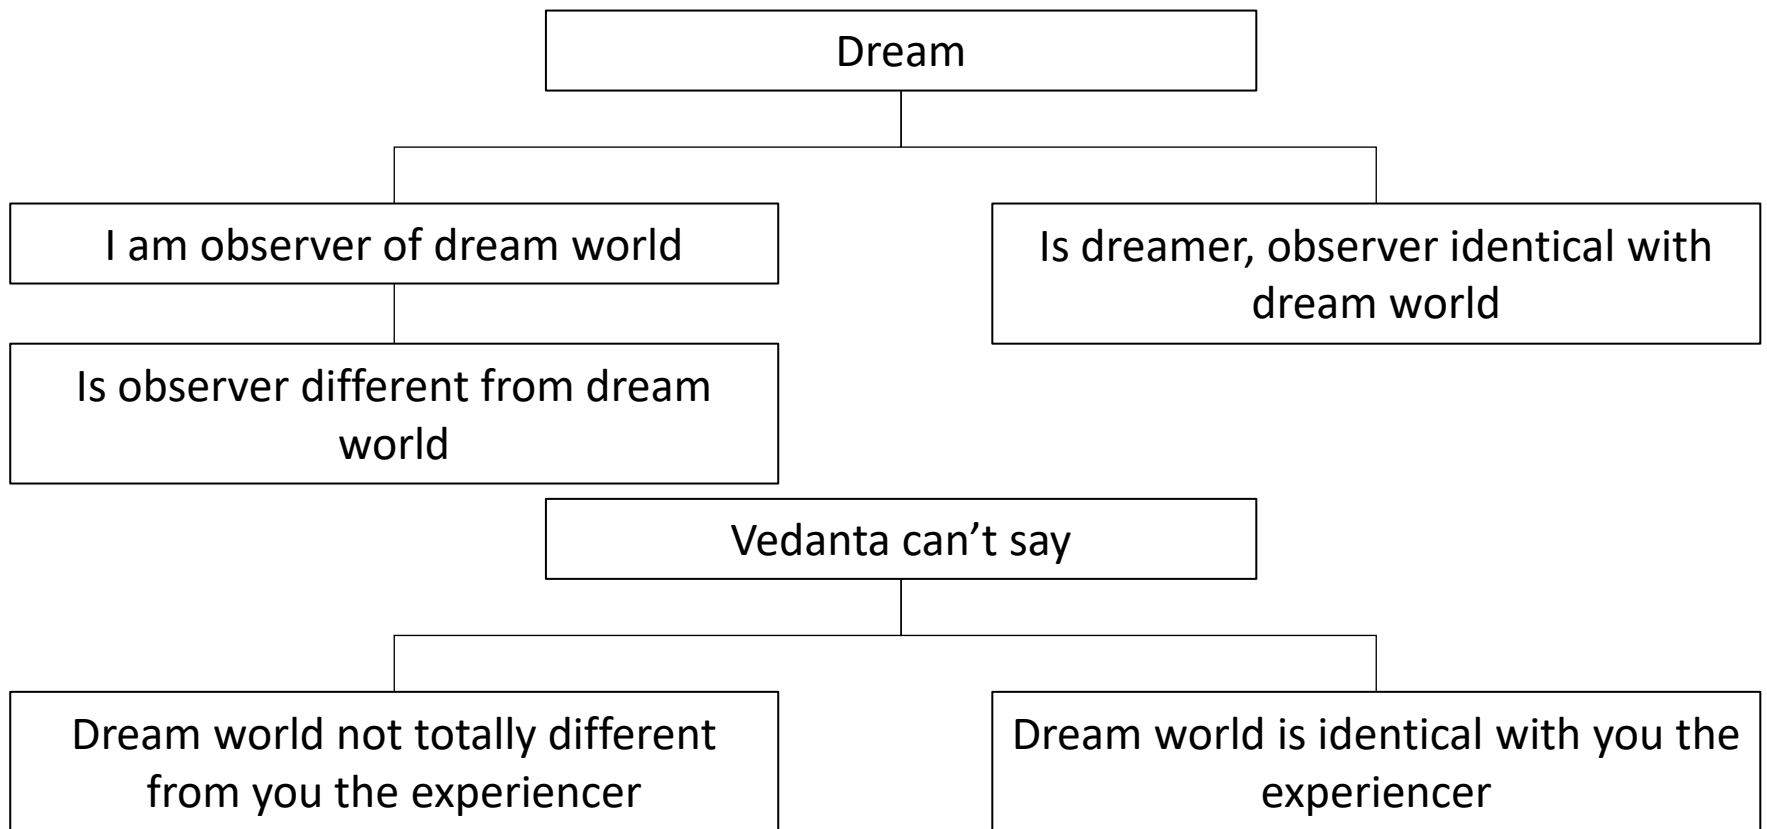 Dream
I am observer of dream world
Is dreamer, observer identical with
dream world
Is observer different from dream
world
Vedanta can’t say
Dream world not totally different
from you the experiencer
Dream world is identical with you the
experiencer